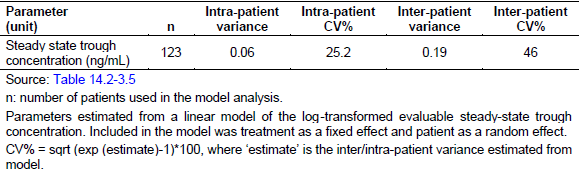 Parameter (unit) n Intra-patient variance Intra-patient CV% Inter-patient variance Inter-patient CV%
Steady state trough concentration (ng/mL) 123 0.06 25.2 0.19 46
Source: Table 14.2-3.5
n: number of patients used in the model analysis.
Parameters estimated from a linear model of the log-transformed evaluable steady-state trough
concentration. Included in the model was treatment as a fixed effect and patient as a random effect.
CV% = sqrt (exp (estimate)-1)*100, where ‘estimate’ is the inter/intra-patient variance estimated from
model.